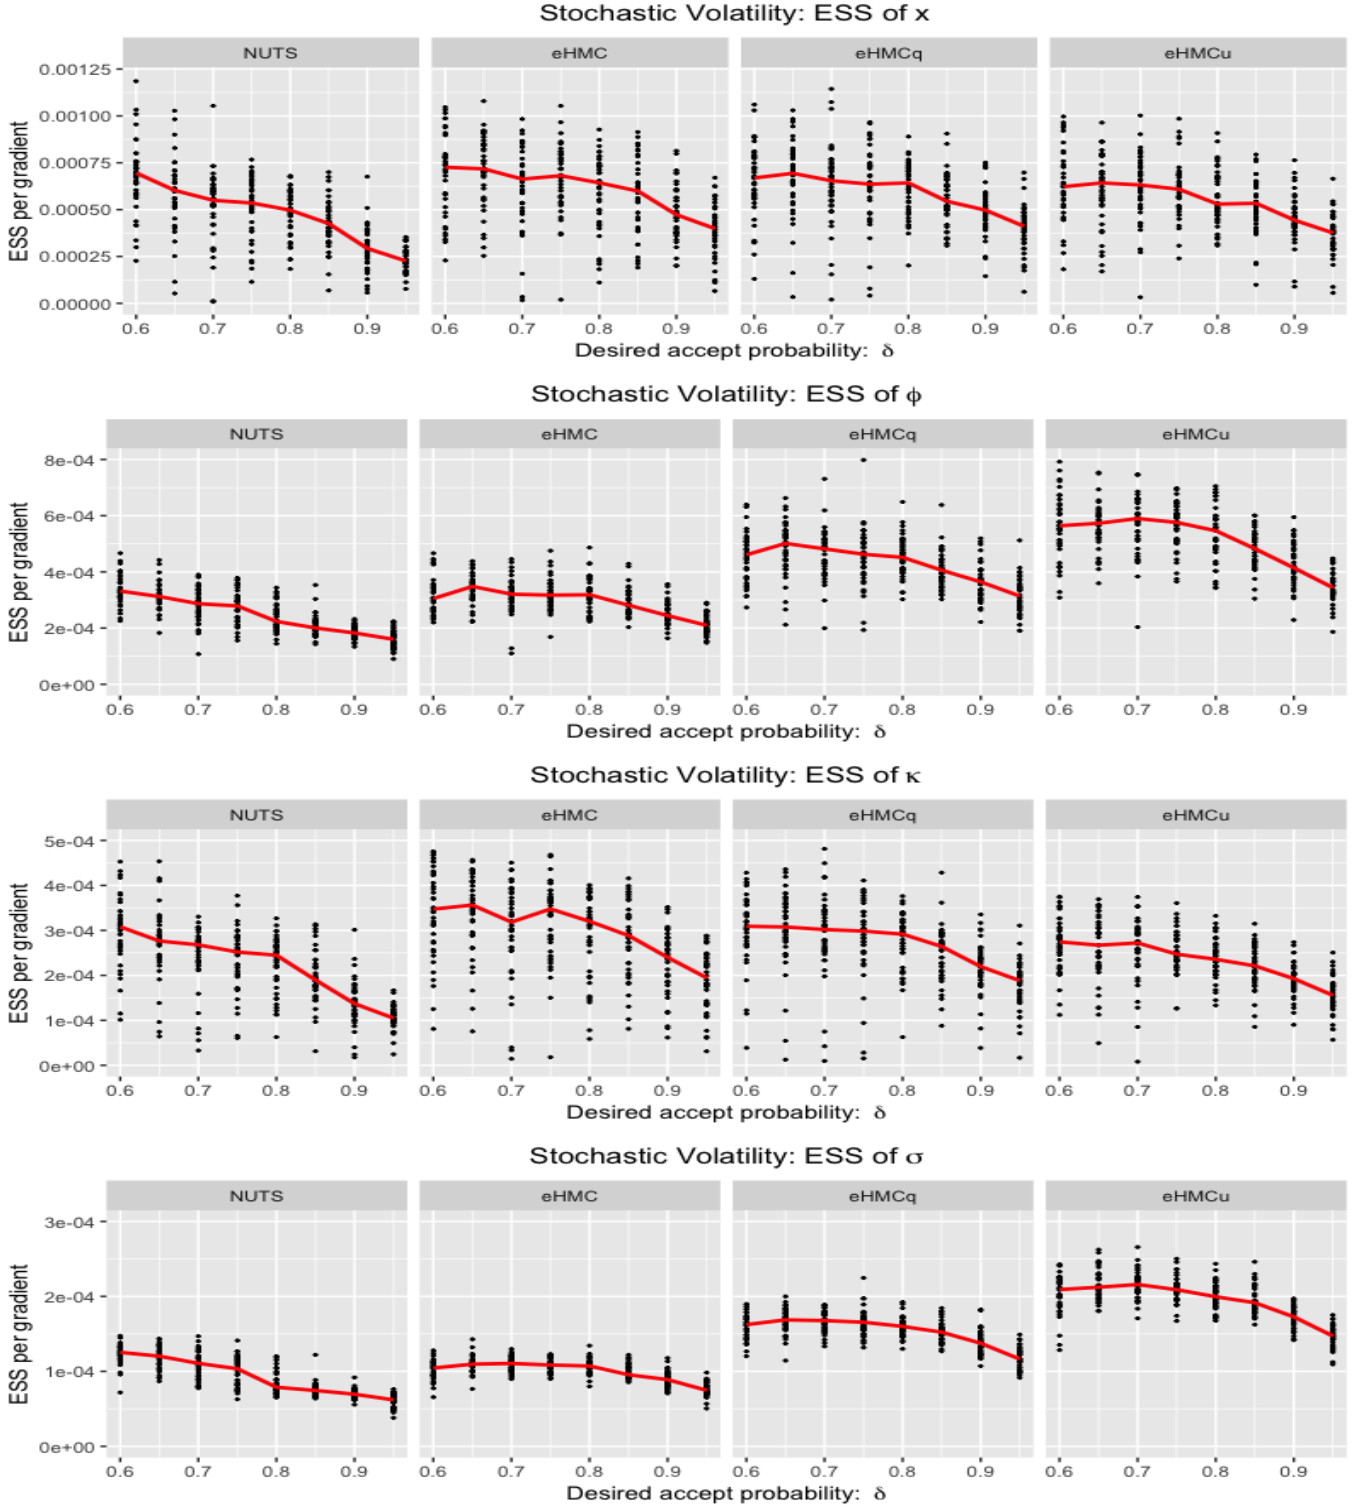 Stochastic Volatility: ESS of x
NUTS eHMC eHMCq eHMCu
ESS per gradient
0.00125
0.00100
0.00075
0.00050
0.00025
0.00000
0.6 0.7 0.8 0.9 0.6 0.7 0.8 0.9 0.6 0.7 0.8 0.9 0.6 0.7 0.8 0.9
Desired accept probability: δ
Stochastic Volatility: ESS of ϕ
NUTS eHMC eHMCq eHMCu
ESS per gradient
8e-04
6e-04
4e-04
2e-04
0e+00
0.6 0.7 0.8 0.9 0.6 0.7 0.8 0.9 0.6 0.7 0.8 0.9 0.6 0.7 0.8 0.9
Desired accept probability: δ
Stochastic Volatility: ESS of κ
NUTS eHMC eHMCq eHMCu
ESS per gradient
5e-04
4e-04
3e-04
2e-04
1e-04
0e+00
0.6 0.7 0.8 0.9 0.6 0.7 0.8 0.9 0.6 0.7 0.8 0.9 0.6 0.7 0.8 0.9
Desired accept probability: δ
Stochastic Volatility: ESS of σ
NUTS eHMC eHMCq eHMCu
ESS per gradient
3e-04
2e-04
1e-04
0e+00
0.6 0.7 0.8 0.9 0.6 0.7 0.8 0.9 0.6 0.7 0.8 0.9 0.6 0.7 0.8 0.9
Desired accept probability: δ